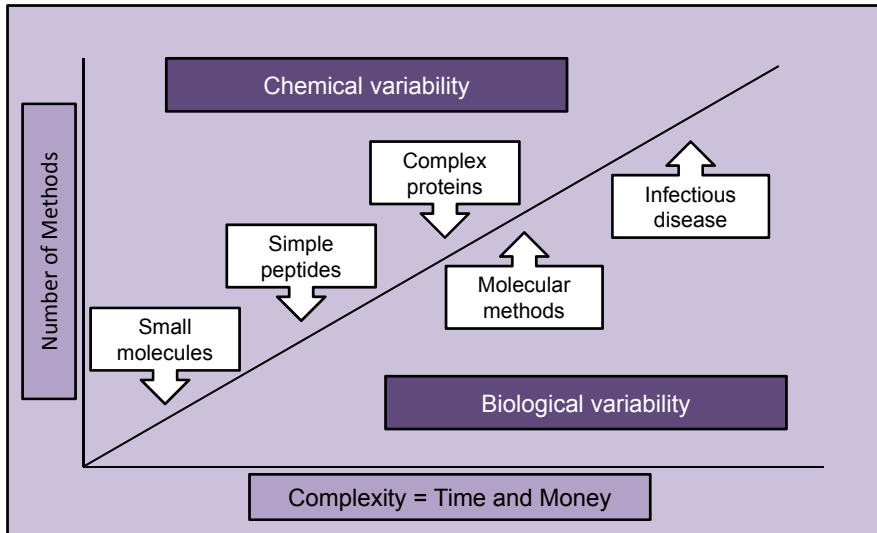 Chemical variability
Number of Methods
Complex
proteins
Infectious
disease
Simple
peptides
Molecular
methods
Small
molecules
Biological variability
Complexity = Time and Money